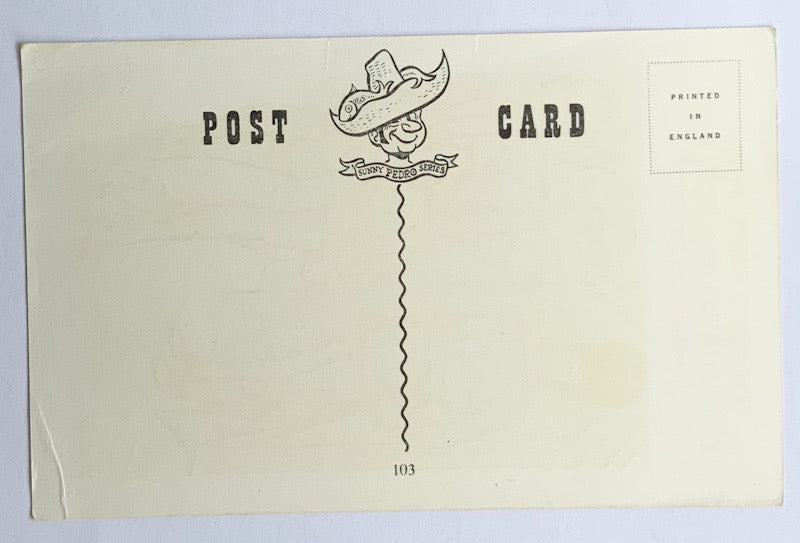 POST CARD
SUNNY PEDRO SERIES
PRINTED
IN
ENGLAND
103